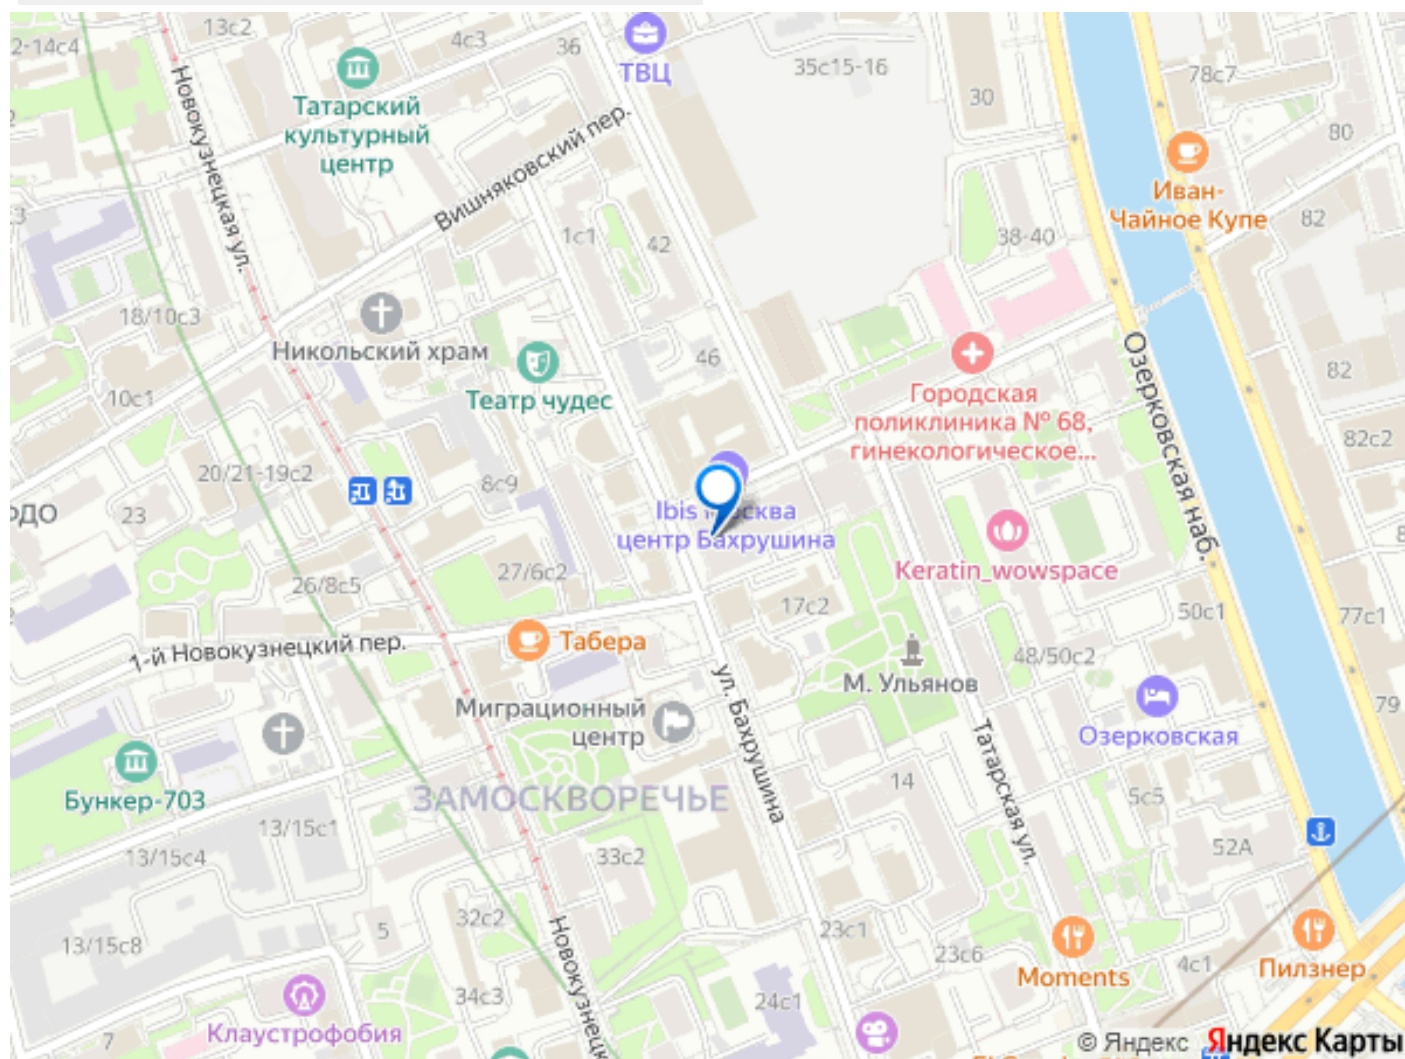 13с2
4с3
36
ТВЦ
35с15-16
30
78с7
80
2-14с4
Новокузнецкая ул.
Татарский
культурный
центр
Вишняковский пер.
Иван-
Чайное Купе
82
1с1
42
38-40
18/10с3
Никольский храм
Театр чудес
46
Городская
поликлиника № 68,
гинекологическое...
Озерковская наб.
82
82с2
10с1
20/21-19с2
8с9
23
Ibis Москва
центр Бахрушина
Keratin_wowspace
27/6с2
26/8с5
17с2
50с1
77с1
1-й Новокузнецкий пер.
Табера
М. Ульянов
48/50с2
Миграционный
центр
ул. Бахрушина
Татарская ул.
Озерковская
79
Бункер-703
ЗАМОСКВОРЕЧЬЕ
14
5с5
13/15с1
13/15с4
33с2
52А
32с2
5
13/15с8
23с1
23с6
Moments
4с1
Пилзнер
34с3
Новокузнецк
24с1
7
Клаустрофобия
© Яндекс Яндекс Карты